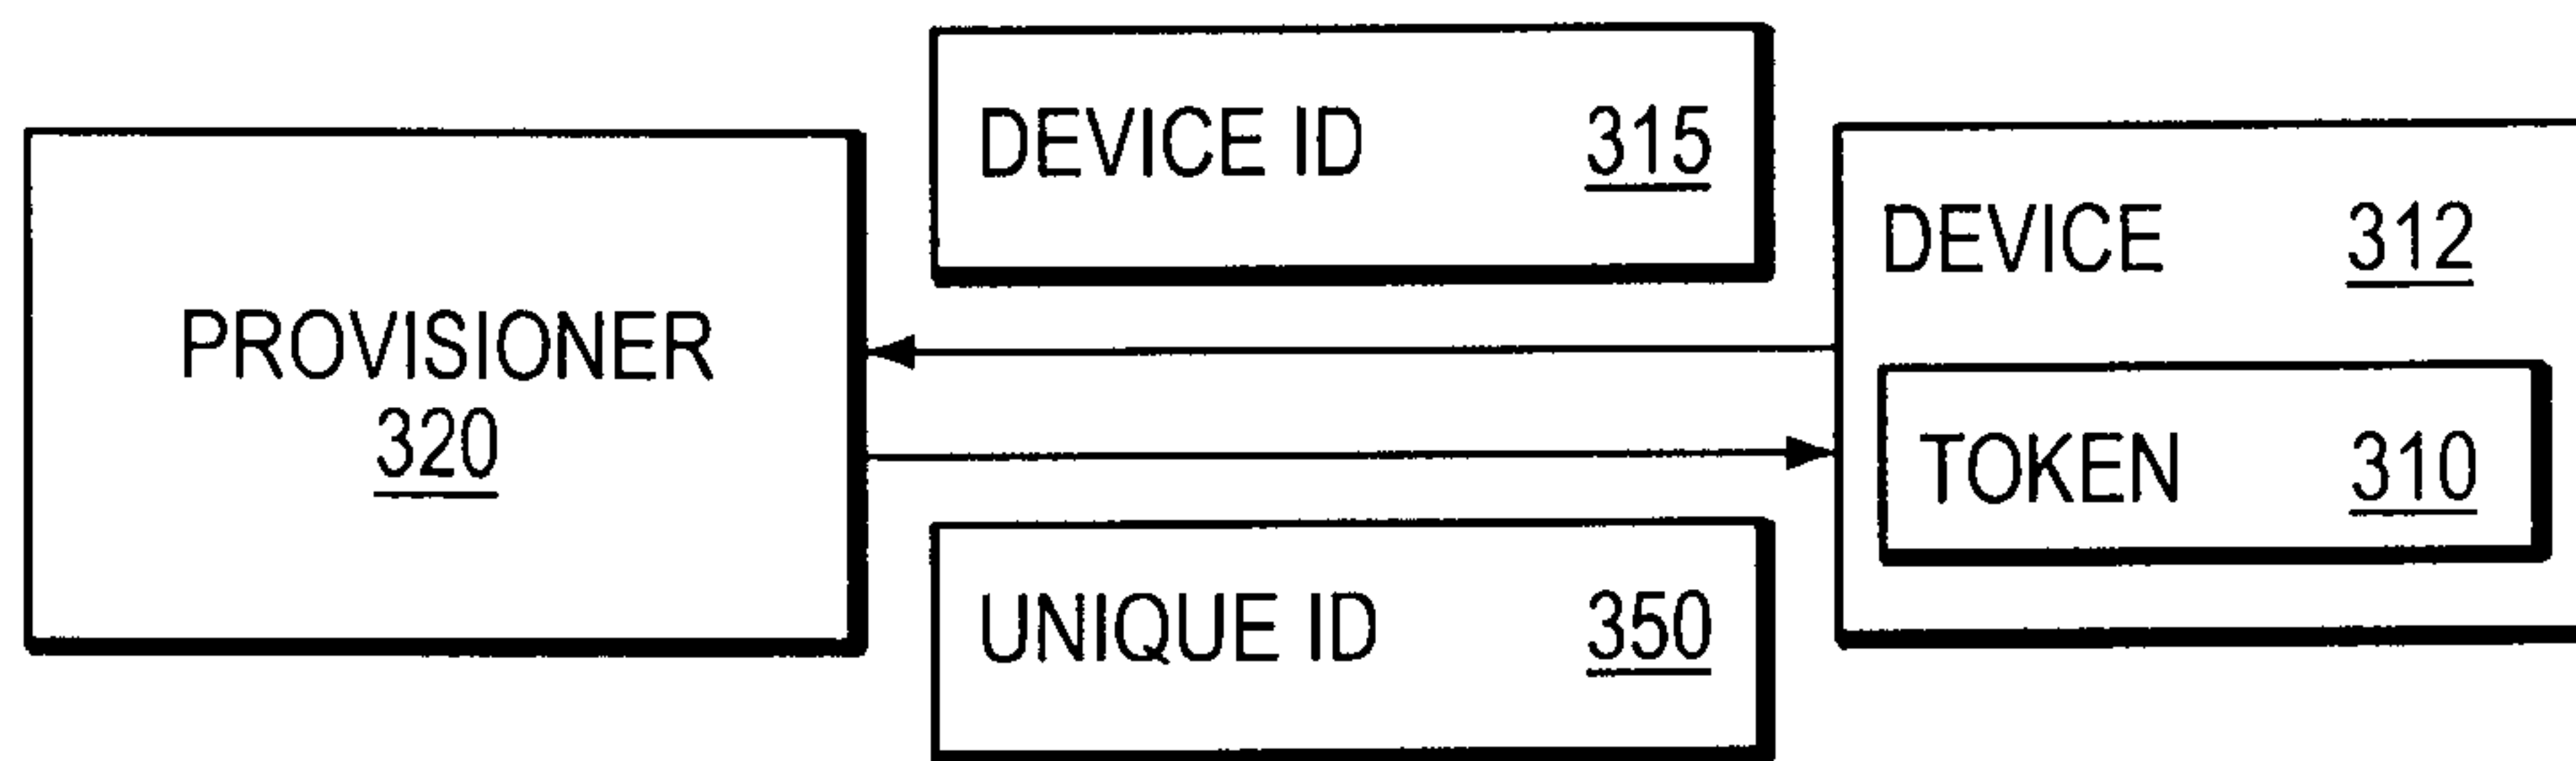 PROVISIONER
320
DEVICE ID 315
UNIQUE ID 350
DEVICE 312
TOKEN 310